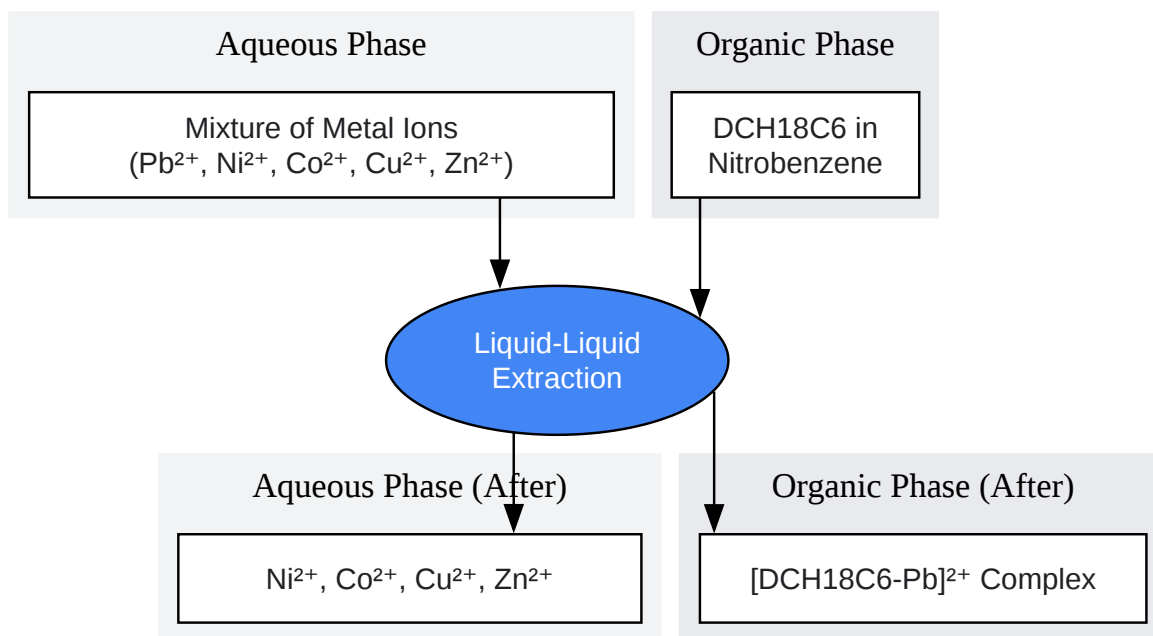 Aqueous Phase
Organic Phase
Mixture of Metal Ions
(Pb²⁺, Ni²⁺, Co²⁺, Cu²⁺, Zn²⁺)
DCH18C6 in
Nitrobenzene
Liquid-Liquid
Extraction
Aqueous Phase (After)
Organic Phase (After)
Ni²⁺, Co²⁺, Cu²⁺, Zn²⁺
[DCH18C6-Pb]²⁺ Complex